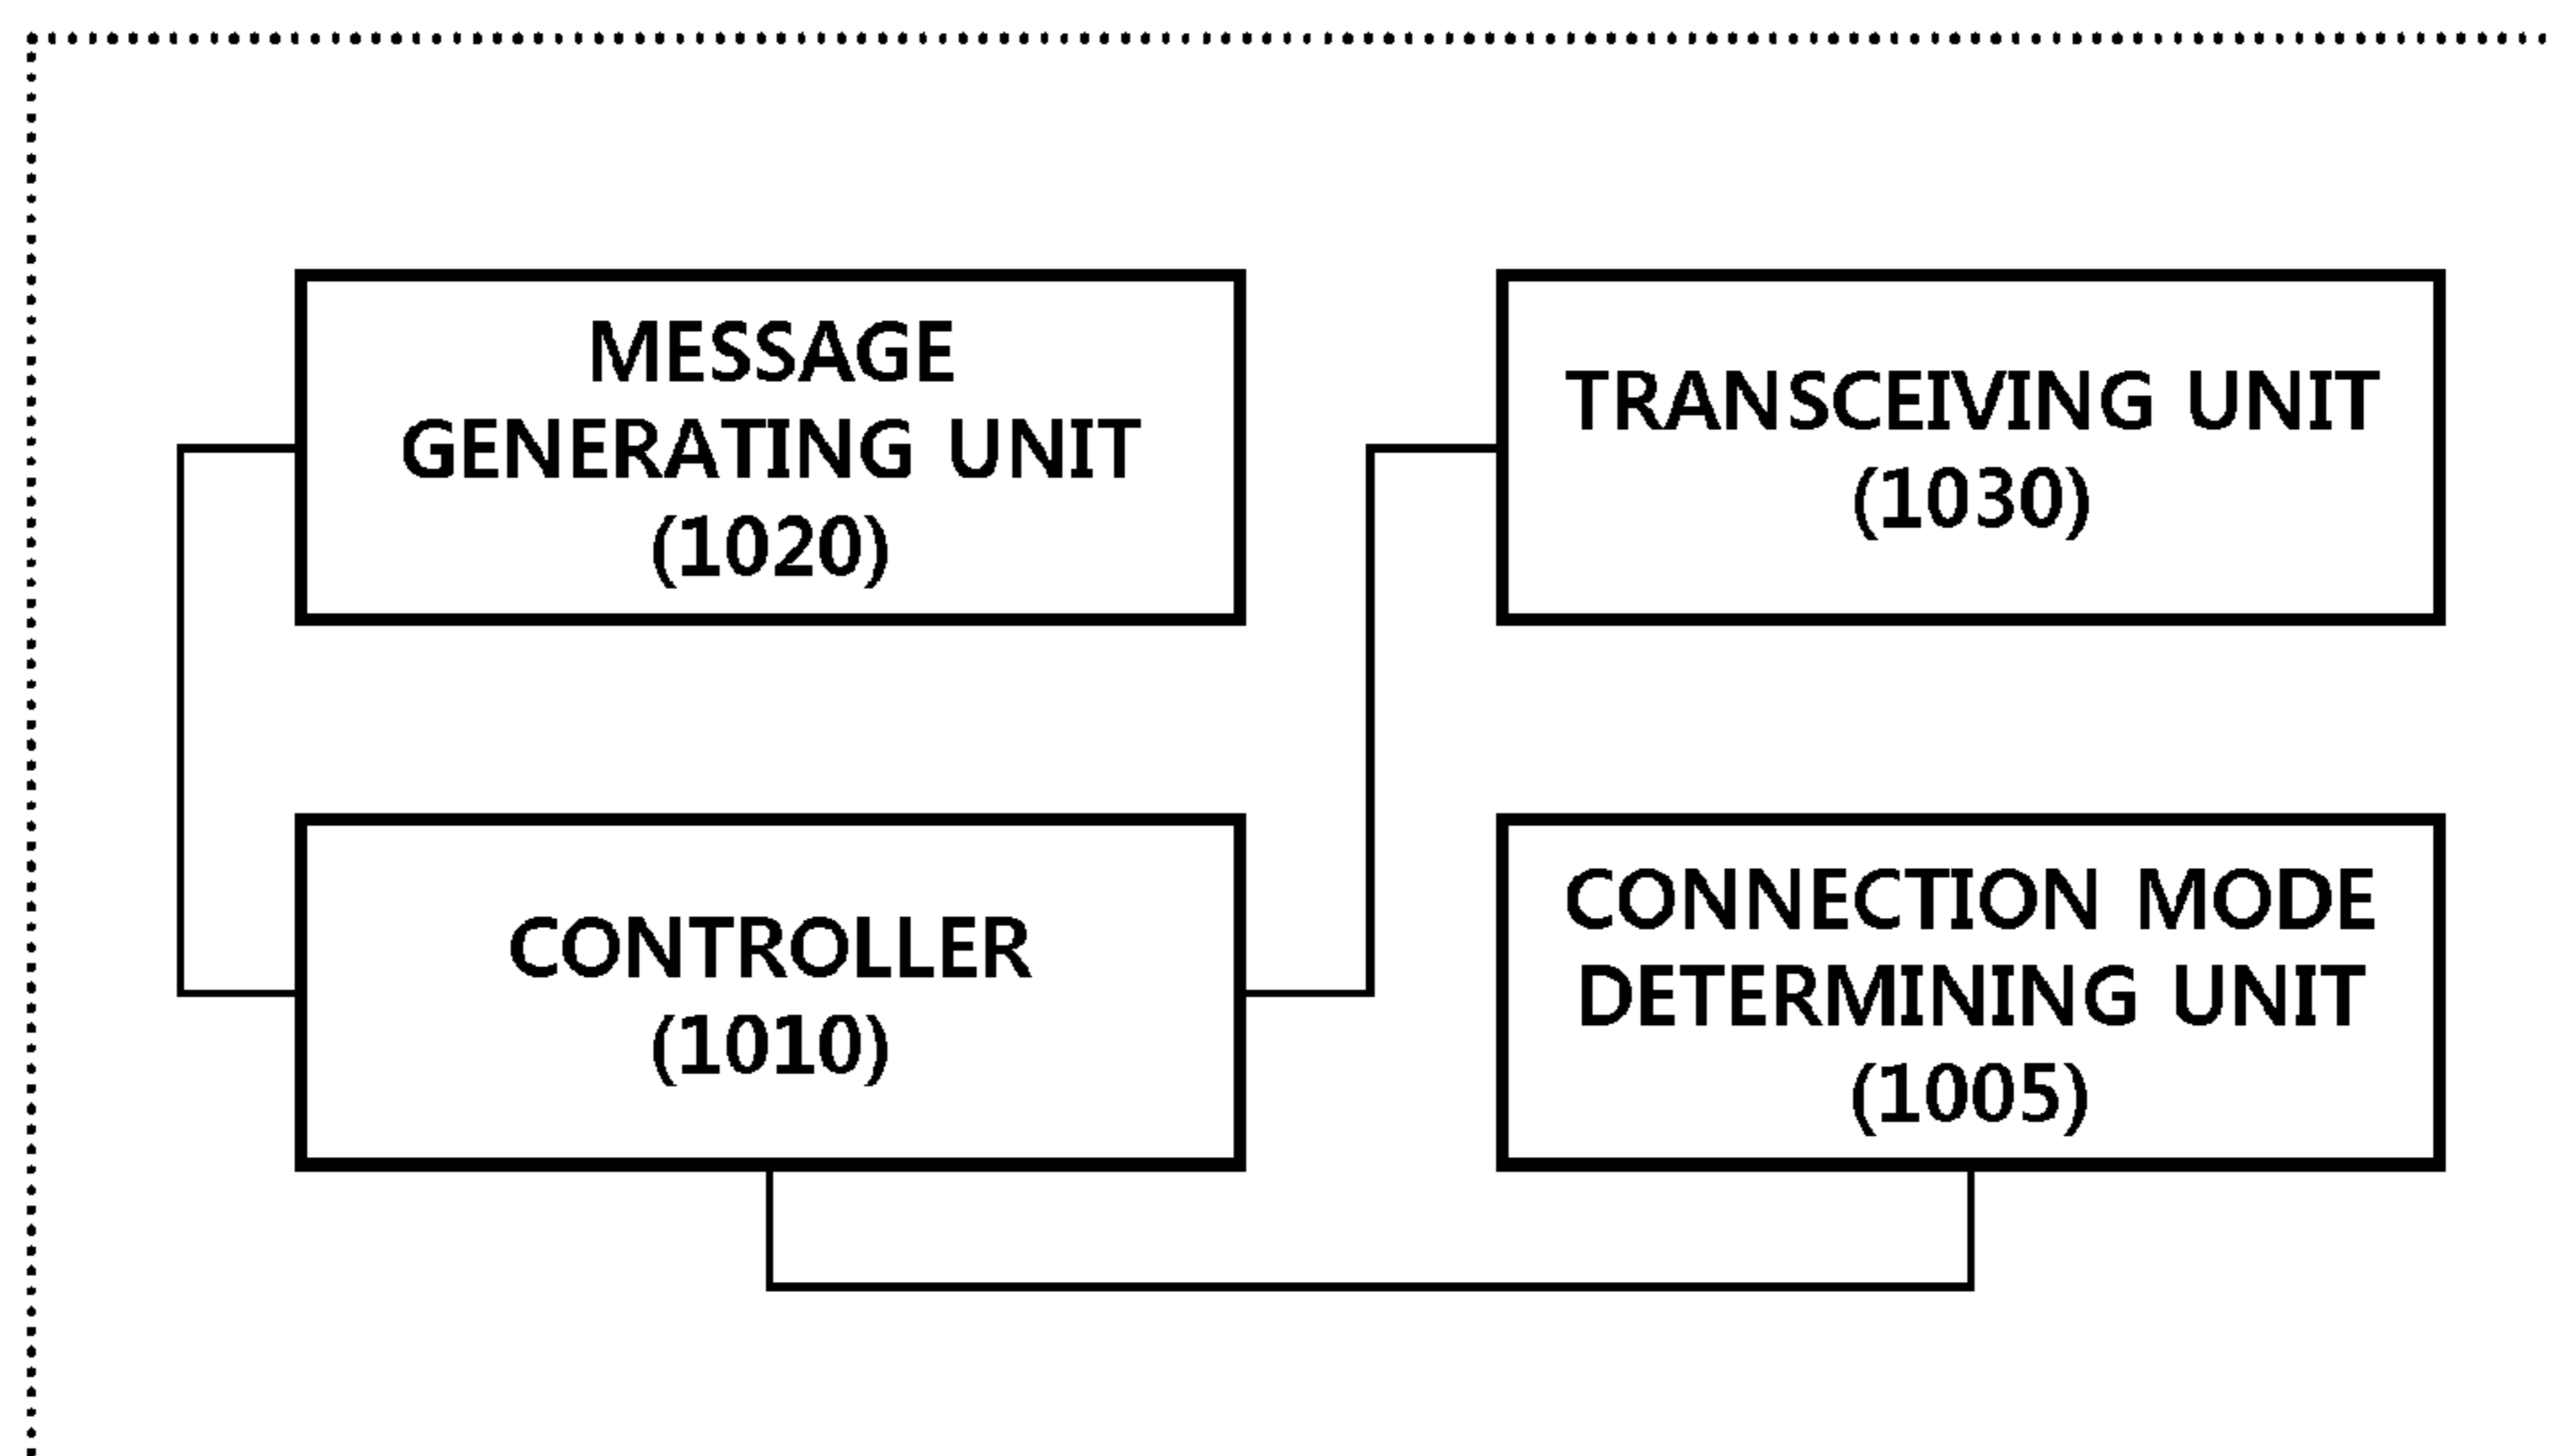 MESSAGE
GENERATING UNIT
(1020)
TRANSCEIVING UNIT
(1030)
CONTROLLER
(1010)
CONNECTION MODE
DETERMINING UNIT
(1005)